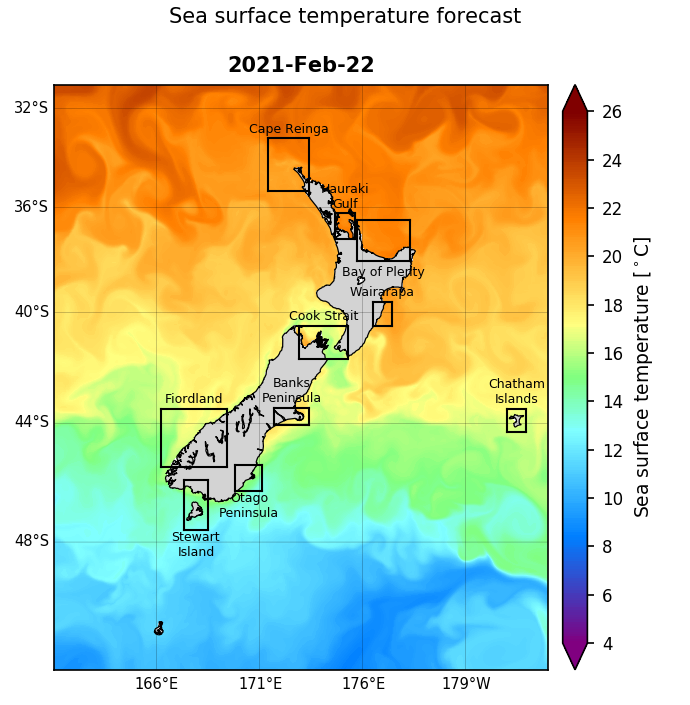 Sea surface temperature forecast
2021-Feb-22
32°S
36°S
40°S
44°S
48°S
Cape Reinga
Hauraki
Gulf
Bay of Plenty
Wairarapa
Cook Strait
Banks
Peninsula
Fiordland
Chatham
Islands
Otago
Peninsula
Stewart
Island
166°E
171°E
176°E
179°W
26
24
22
20
18
16
14
12
10
8
6
4
Sea surface temperature [°C]